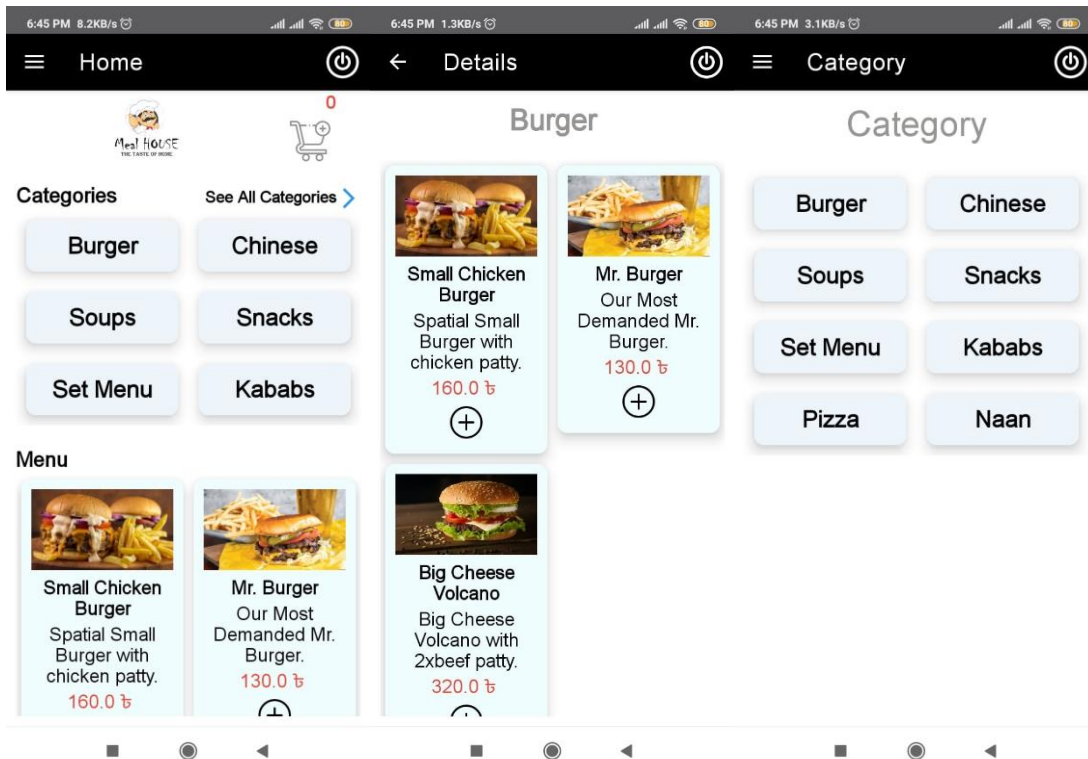 6:45 PM 8.2KB/s
80
Home
Meal HOUSE
THE TASTE OF MORE
0
Categories
See All Categories
Burger
Chinese
Soups
Snacks
Set Menu
Kababs
Menu
Small Chicken
Burger
Spatial Small
Burger with
chicken patty.
160.0 ৳
Mr. Burger
Our Most
Demanded Mr.
Burger.
130.0 ৳
6:45 PM 1.3KB/s
80
Details
Burger
Small Chicken
Burger
Spatial Small
Burger with
chicken patty.
160.0 ৳
Mr. Burger
Our Most
Demanded Mr.
Burger.
130.0 ৳
Big Cheese
Volcano
Big Cheese
Volcano with
2xbeef patty.
320.0 ৳
6:45 PM 3.1KB/s
80
Category
Category
Burger
Chinese
Soups
Snacks
Set Menu
Kababs
Pizza
Naan